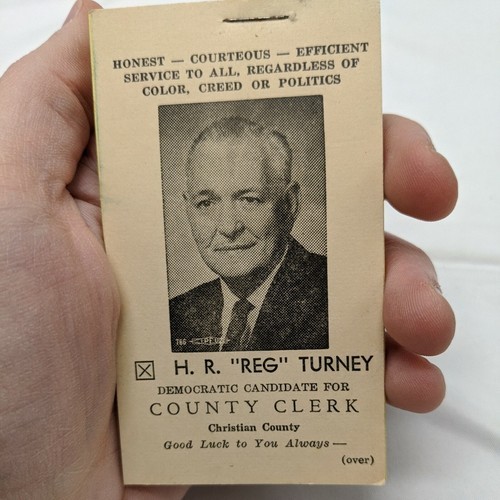 HONEST — COURTEOUS — EFFICIENT
SERVICE TO ALL, REGARDLESS OF
COLOR, CREED OR POLITICS
H. R. "REG" TURNEY
DEMOCRATIC CANDIDATE FOR
COUNTY CLERK
Christian County
Good Luck to You Always —
(over)